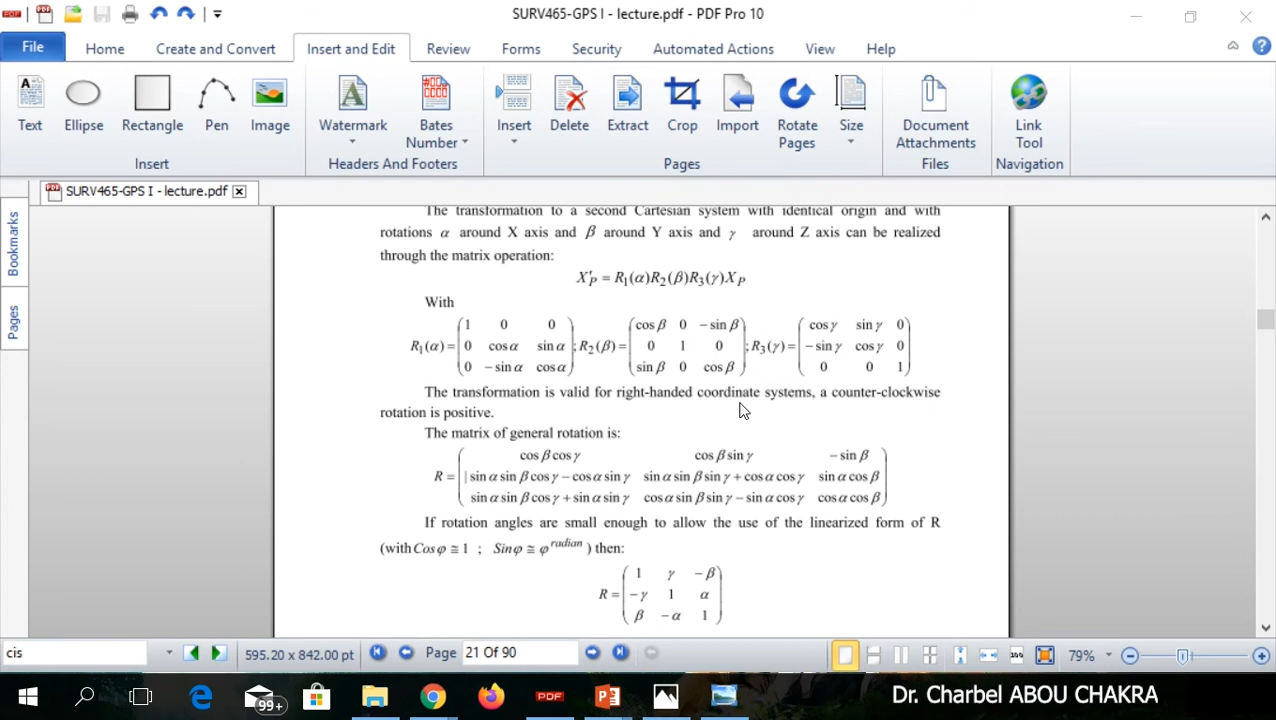 SURV465-GPS I - lecture.pdf - PDF Pro 10
File Home Create and Convert Insert and Edit Review Forms Security Automated Actions View Help
Text Ellipse Rectangle Pen Image Watermark Bates Number Insert Delete Extract Crop Import Rotate Pages Size Document Attachments Link Tool
Insert Headers And Footers Pages Files Navigation
PDF SURV465-GPS I - lecture.pdf
Bookmarks
Pages
The transformation to a second Cartesian system with identical origin and with
rotations α around X axis and β around Y axis and γ around Z axis can be realized
through the matrix operation:
X′P = R1(α)R2(β)R3(γ)XP
With
R1(α) = (1 0 0; 0 cos α sin α; 0 − sin α cos α); R2(β) = (cos β 0 − sin β; 0 1 0; sin β 0 cos β); R3(γ) = (cos γ sin γ 0; − sin γ cos γ 0; 0 0 1)
The transformation is valid for right-handed coordinate systems, a counter-clockwise
rotation is positive.
The matrix of general rotation is:
cos β cos γ cos β sin γ − sin β
R = | sin α sin β cos γ − cos α sin γ sin α sin β sin γ + cos α cos γ sin α cos β
sin α sin β cos γ + sin α sin γ cos α sin β sin γ − sin α cos γ cos α cos β
If rotation angles are small enough to allow the use of the linearized form of R
(with Cosφ ≅ 1 ; Sinφ ≅ φ^radian ) then:
1 γ − β
R = − γ 1 α
β − α 1
cis 595.20 x 842.00 pt Page 21 Of 90 79%
99+ PDF Dr. Charbel ABOU CHAKRA